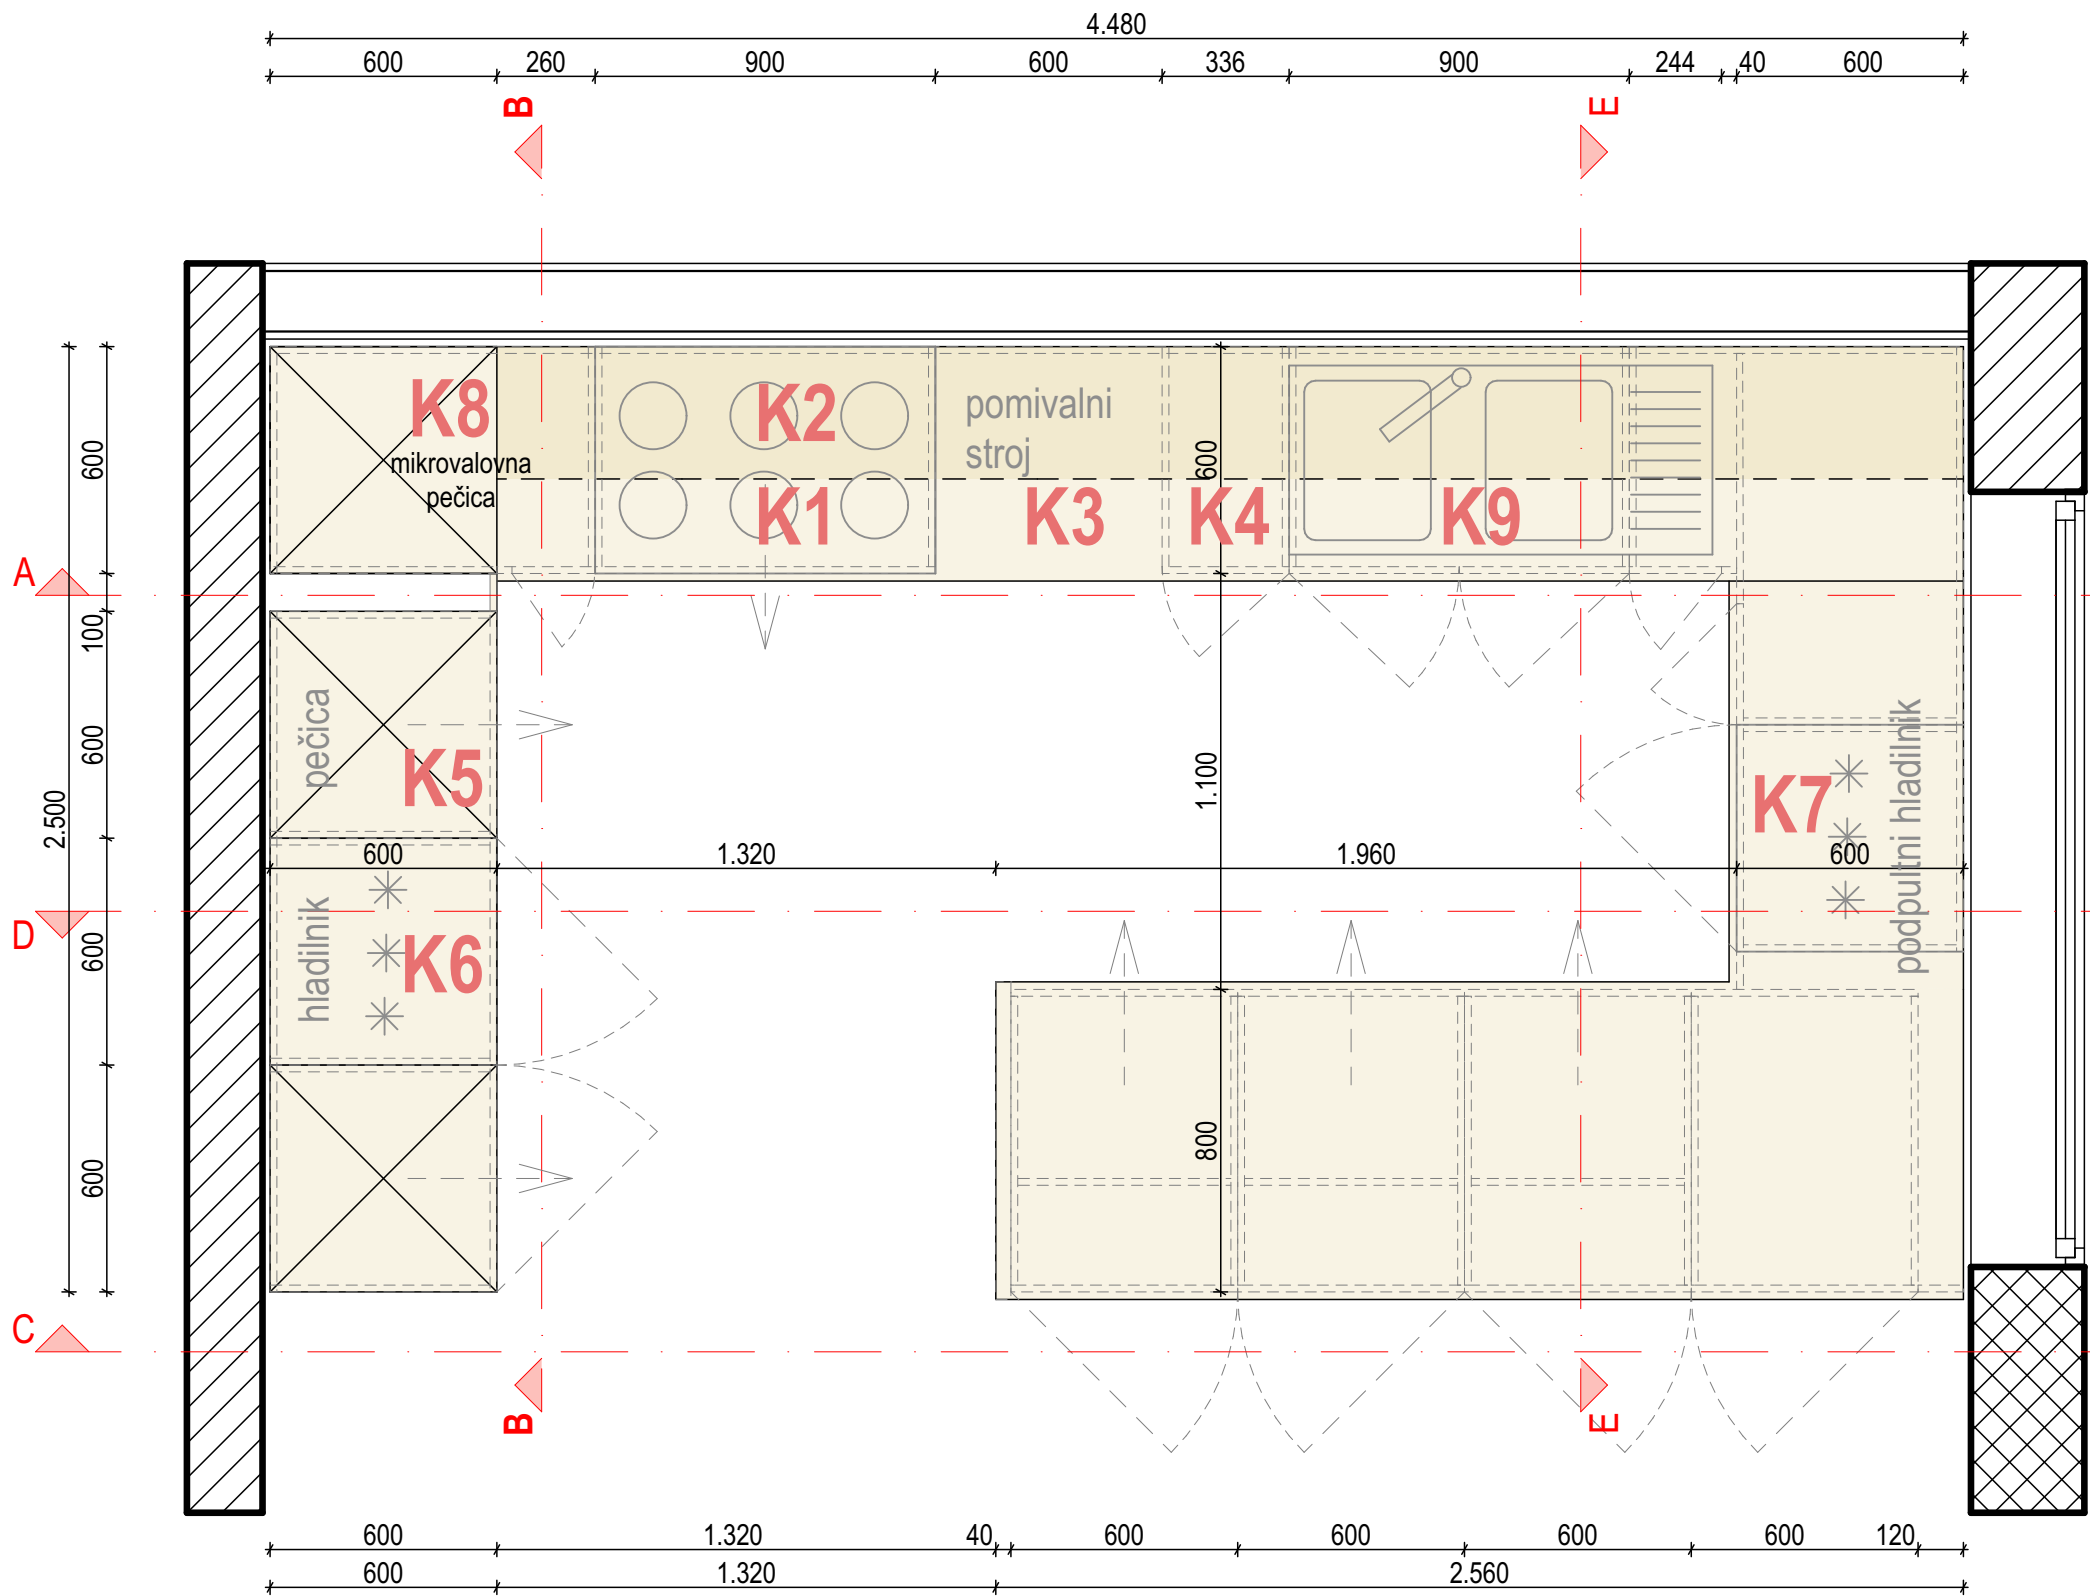 4.480
600 260 900 600 336 900 244 40 600
B E
K8 K2 pomivalni
stroj
mikrovalovna
pečica
600 600
K1 K3 K4 K9
A
100
pečica
K5
600
1.100
podpultni hladilnik
K7
2.500
600 1.320 1.960 600
D
hladilnik
K6
600
800
600
C
B E
600 1.320 40 600 600 600 600 120
600 1.320 2.560